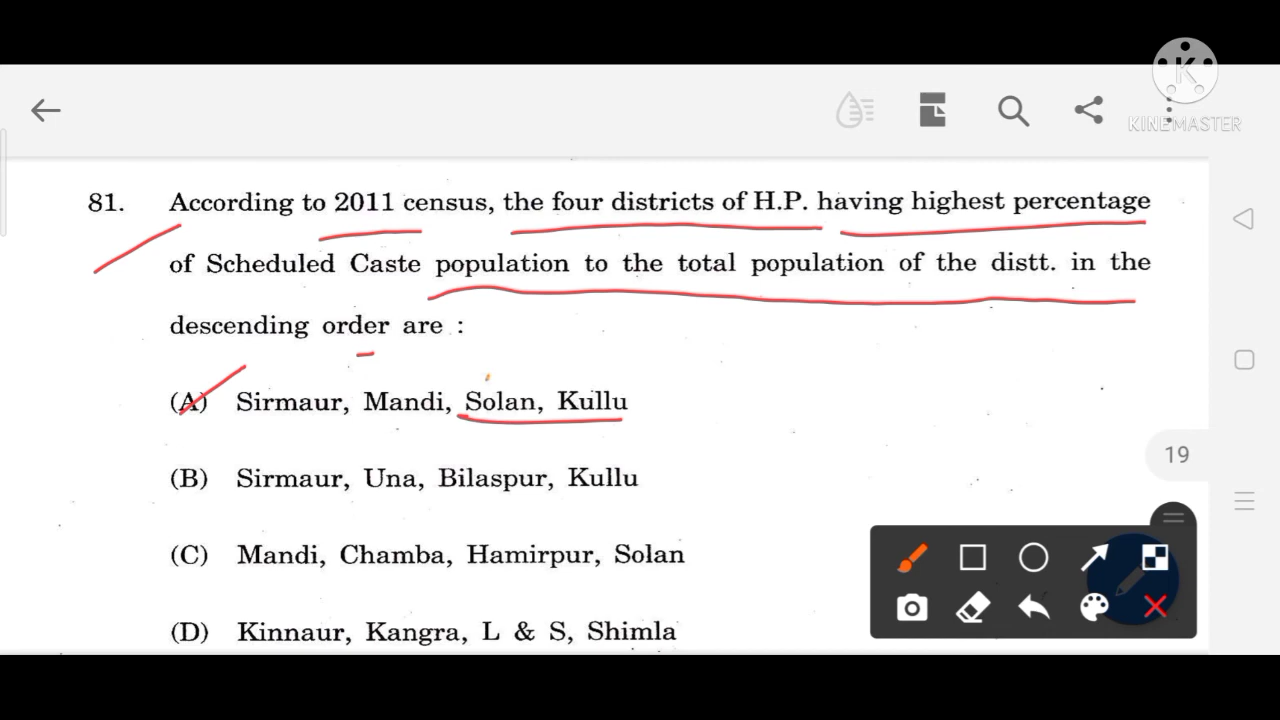 KINEMASTER
81. According to 2011 census, the four districts of H.P. having highest percentage
of Scheduled Caste population to the total population of the distt. in the
descending order are :
(A) Sirmaur, Mandi, Solan, Kullu
19
(B) Sirmaur, Una, Bilaspur, Kullu
(C) Mandi, Chamba, Hamirpur, Solan
(D) Kinnaur, Kangra, L & S, Shimla